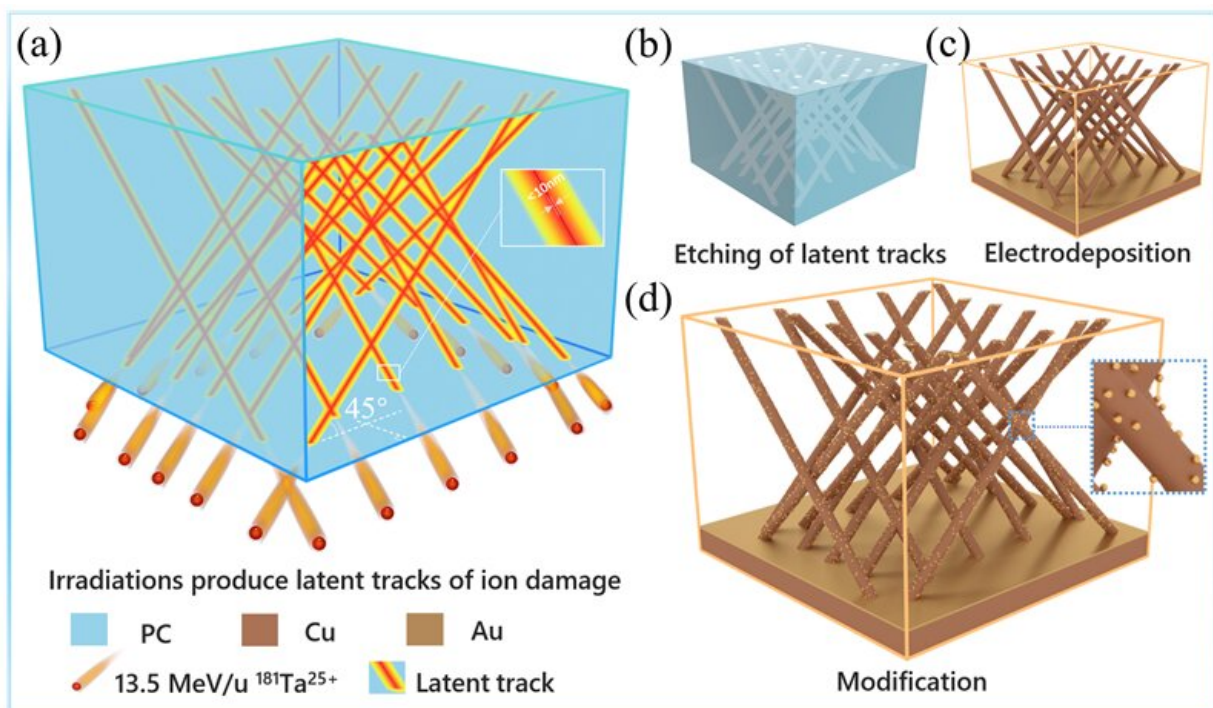 (a)
<10nm
45°
Irradiations produce latent tracks of ion damage
PC
Cu
Au
13.5 MeV/u ¹⁸¹Ta²⁵⁺
Latent track
(b)
Etching of latent tracks
(c)
Electrodeposition
(d)
Modification